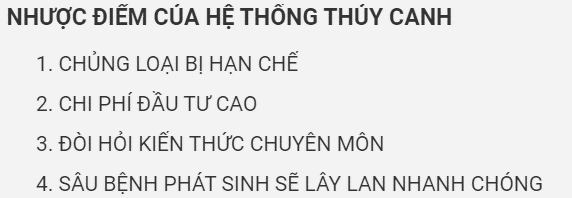 NHƯỢC ĐIỂM CỦA HỆ THỐNG THỦY CANH
1. CHỦNG LOẠI BỊ HẠN CHẾ
2. CHI PHÍ ĐẦU TƯ CAO
3. ĐÒI HỎI KIẾN THỨC CHUYÊN MÔN
4. SÂU BỆNH PHÁT SINH SẼ LÂY LAN NHANH CHÓNG